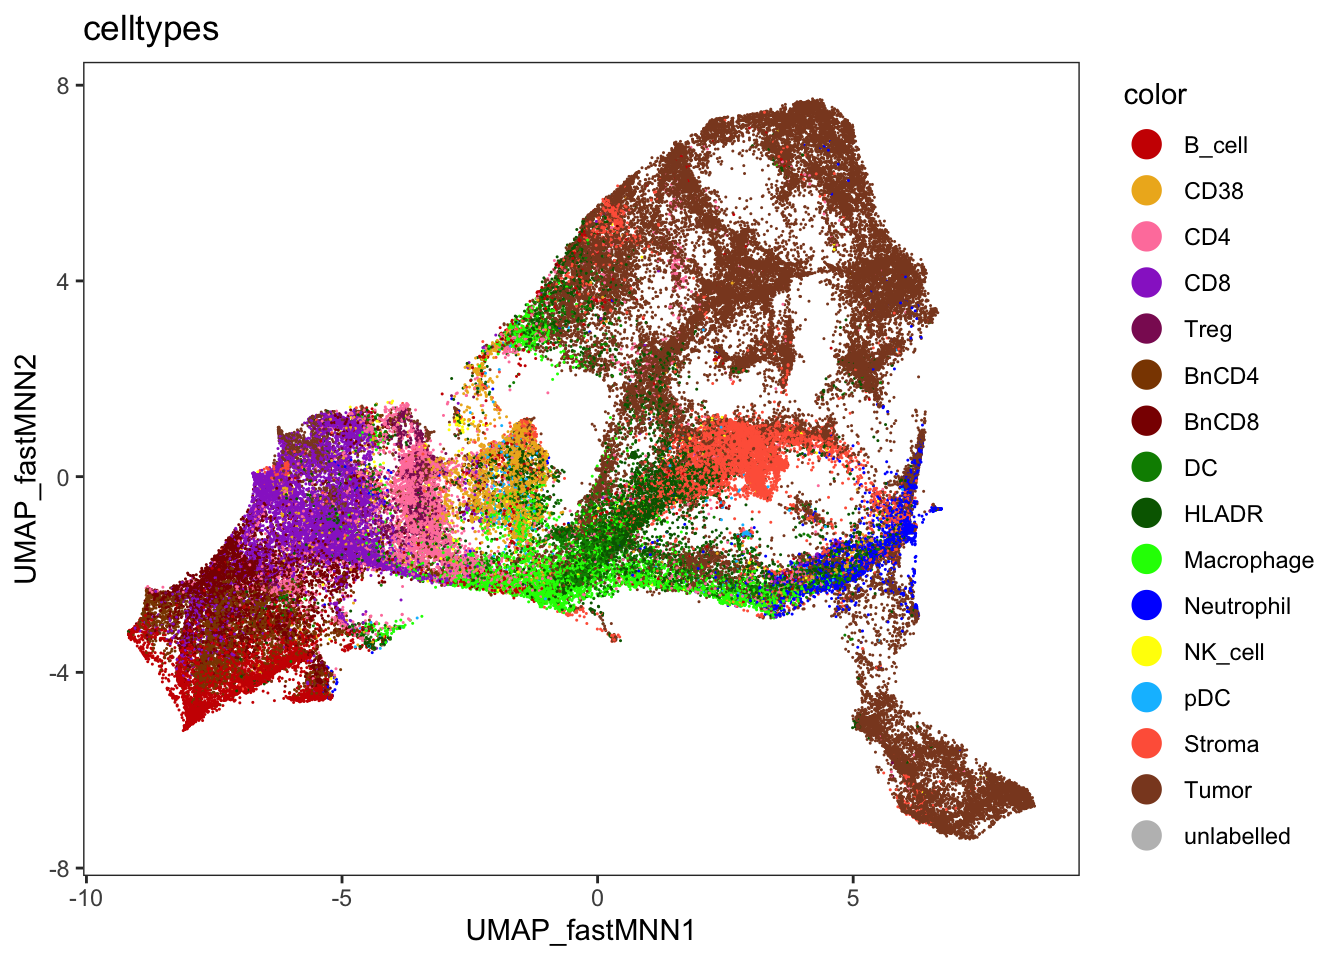 celltypes
8
4
0
-4
-8
-10
-5
0
5
UMAP_fastMNN2
UMAP_fastMNN1
color
B_cell
CD38
CD4
CD8
Treg
BnCD4
BnCD8
DC
HLADR
Macrophage
Neutrophil
NK_cell
pDC
Stroma
Tumor
unlabelled